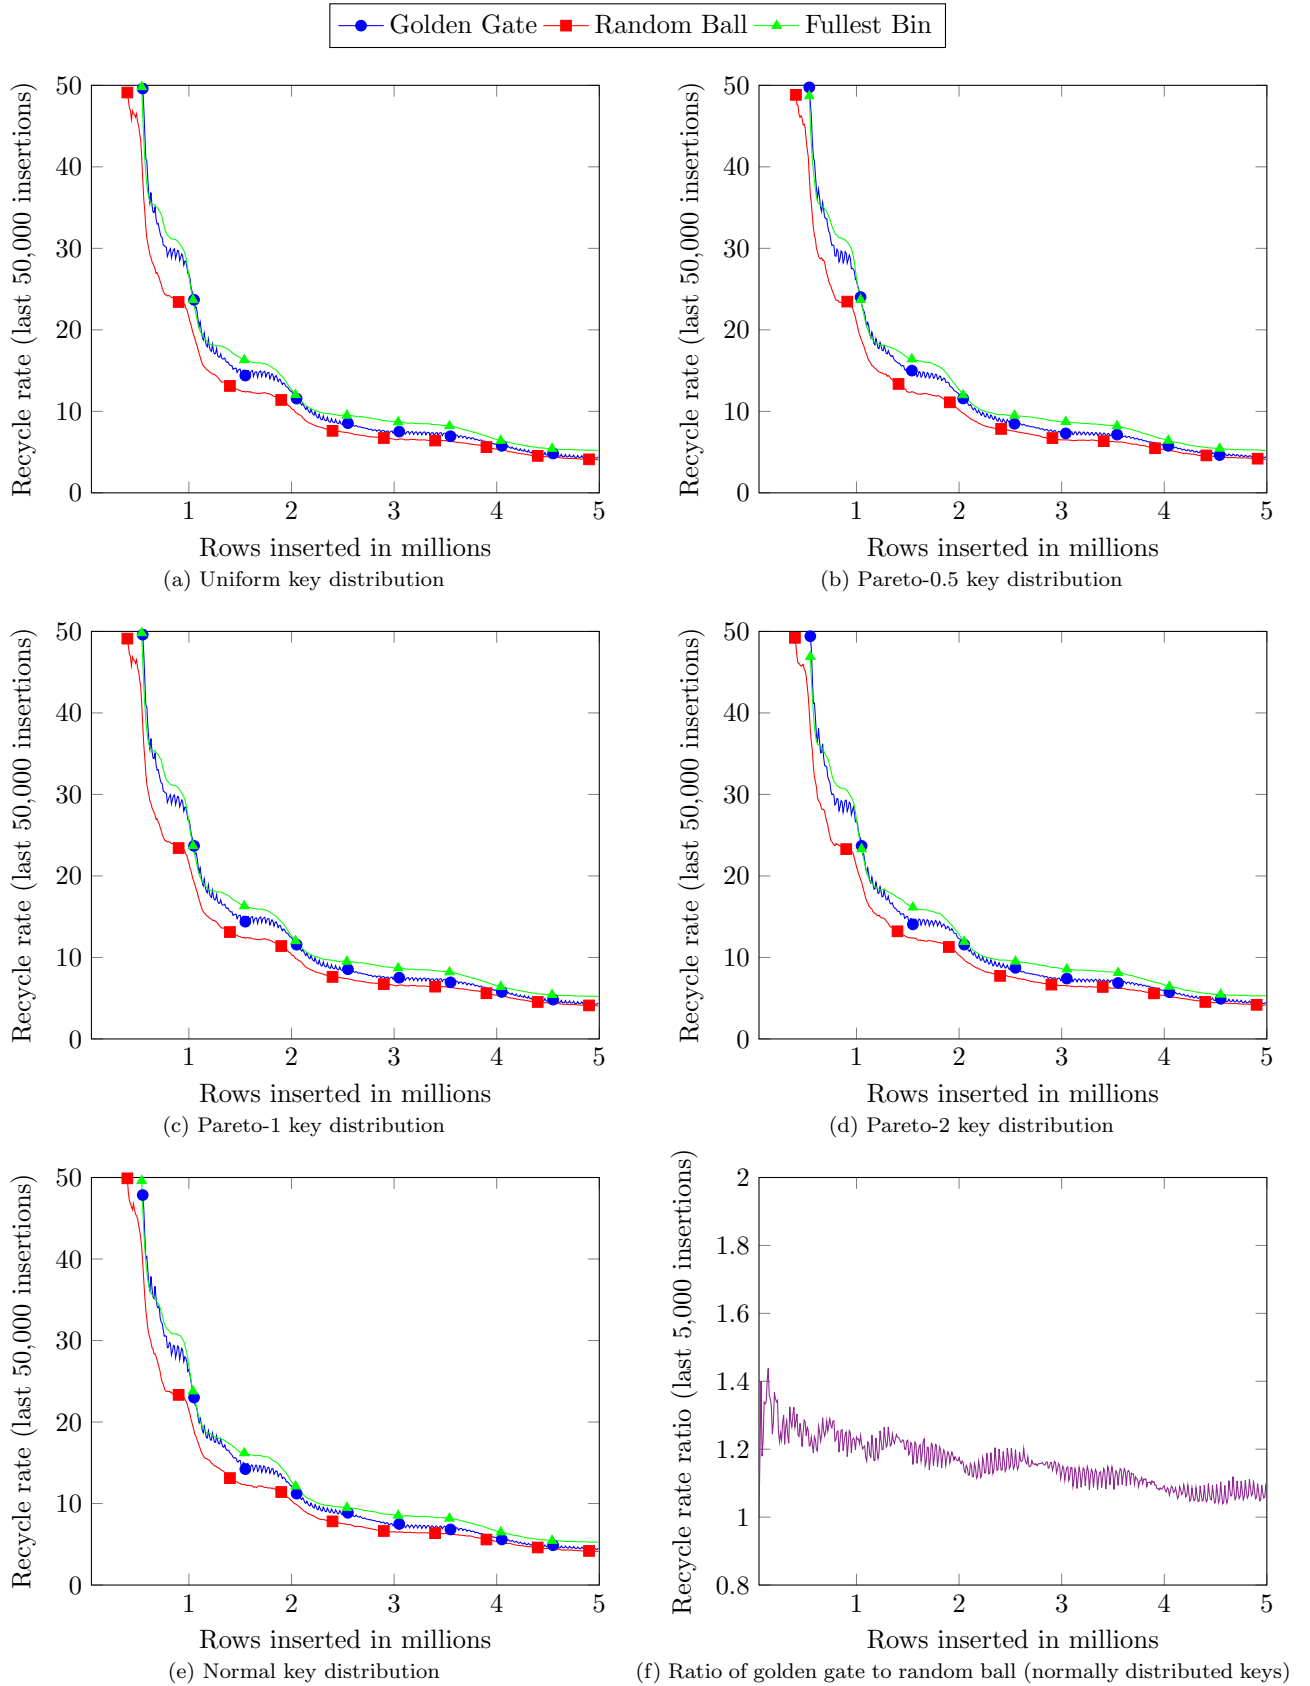 Golden Gate Random Ball Fullest Bin
50
40
30
20
10
0
Recycle rate (last 50,000 insertions)
1 2 3 4 5
Rows inserted in millions
(a) Uniform key distribution
50
40
30
20
10
0
Recycle rate (last 50,000 insertions)
1 2 3 4 5
Rows inserted in millions
(b) Pareto-0.5 key distribution
50
40
30
20
10
0
Recycle rate (last 50,000 insertions)
1 2 3 4 5
Rows inserted in millions
(c) Pareto-1 key distribution
50
40
30
20
10
0
Recycle rate (last 50,000 insertions)
1 2 3 4 5
Rows inserted in millions
(d) Pareto-2 key distribution
50
40
30
20
10
0
Recycle rate (last 50,000 insertions)
1 2 3 4 5
Rows inserted in millions
(e) Normal key distribution
2
1.8
1.6
1.4
1.2
1
0.8
Recycle rate ratio (last 5,000 insertions)
1 2 3 4 5
Rows inserted in millions
(f) Ratio of golden gate to random ball (normally distributed keys)